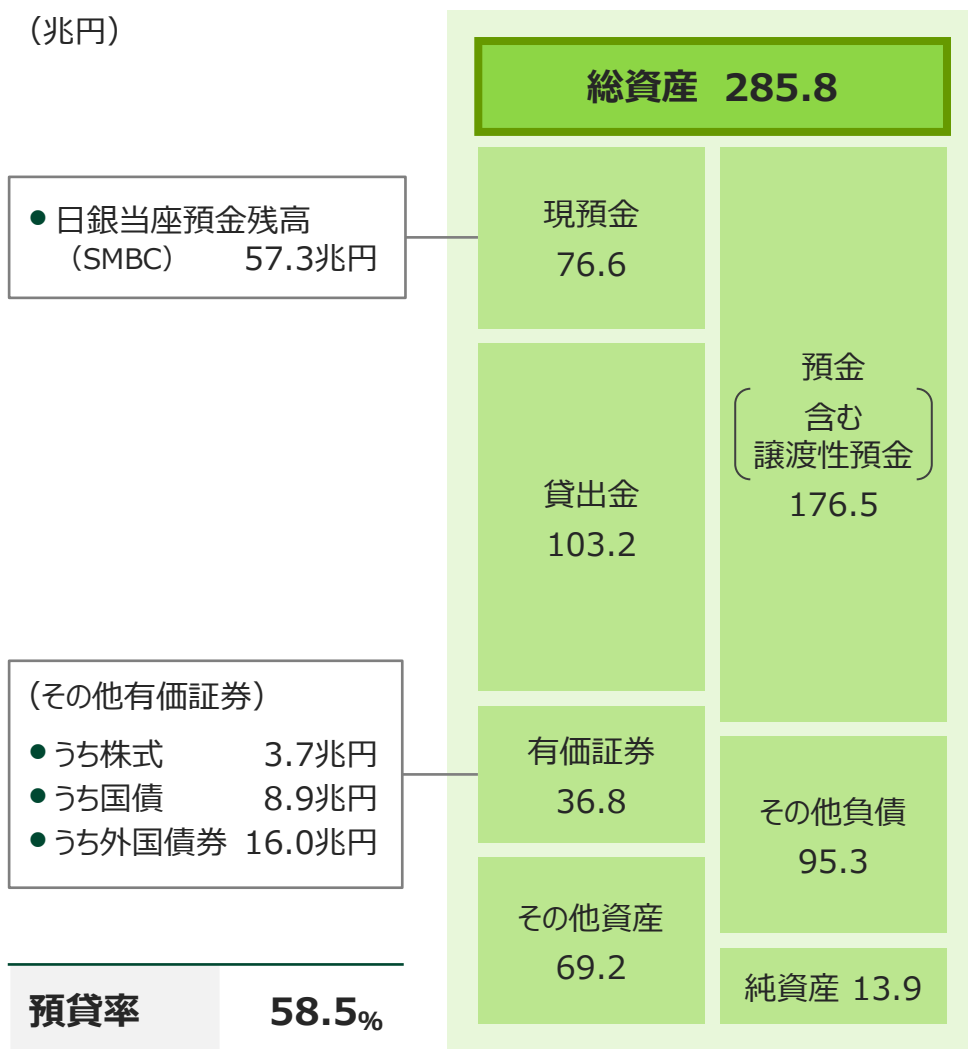 （兆円）
総資産 285.8
• 日銀当座預金残高
（SMBC） 57.3兆円
現預金
76.6
貸出金
103.2
預金
含む
譲渡性預金
176.5
（その他有価証券）
• うち株式 3.7兆円
• うち国債 8.9兆円
• うち外国債券 16.0兆円
有価証券
36.8
その他負債
95.3
その他資産
69.2
純資産 13.9
預貸率 58.5%